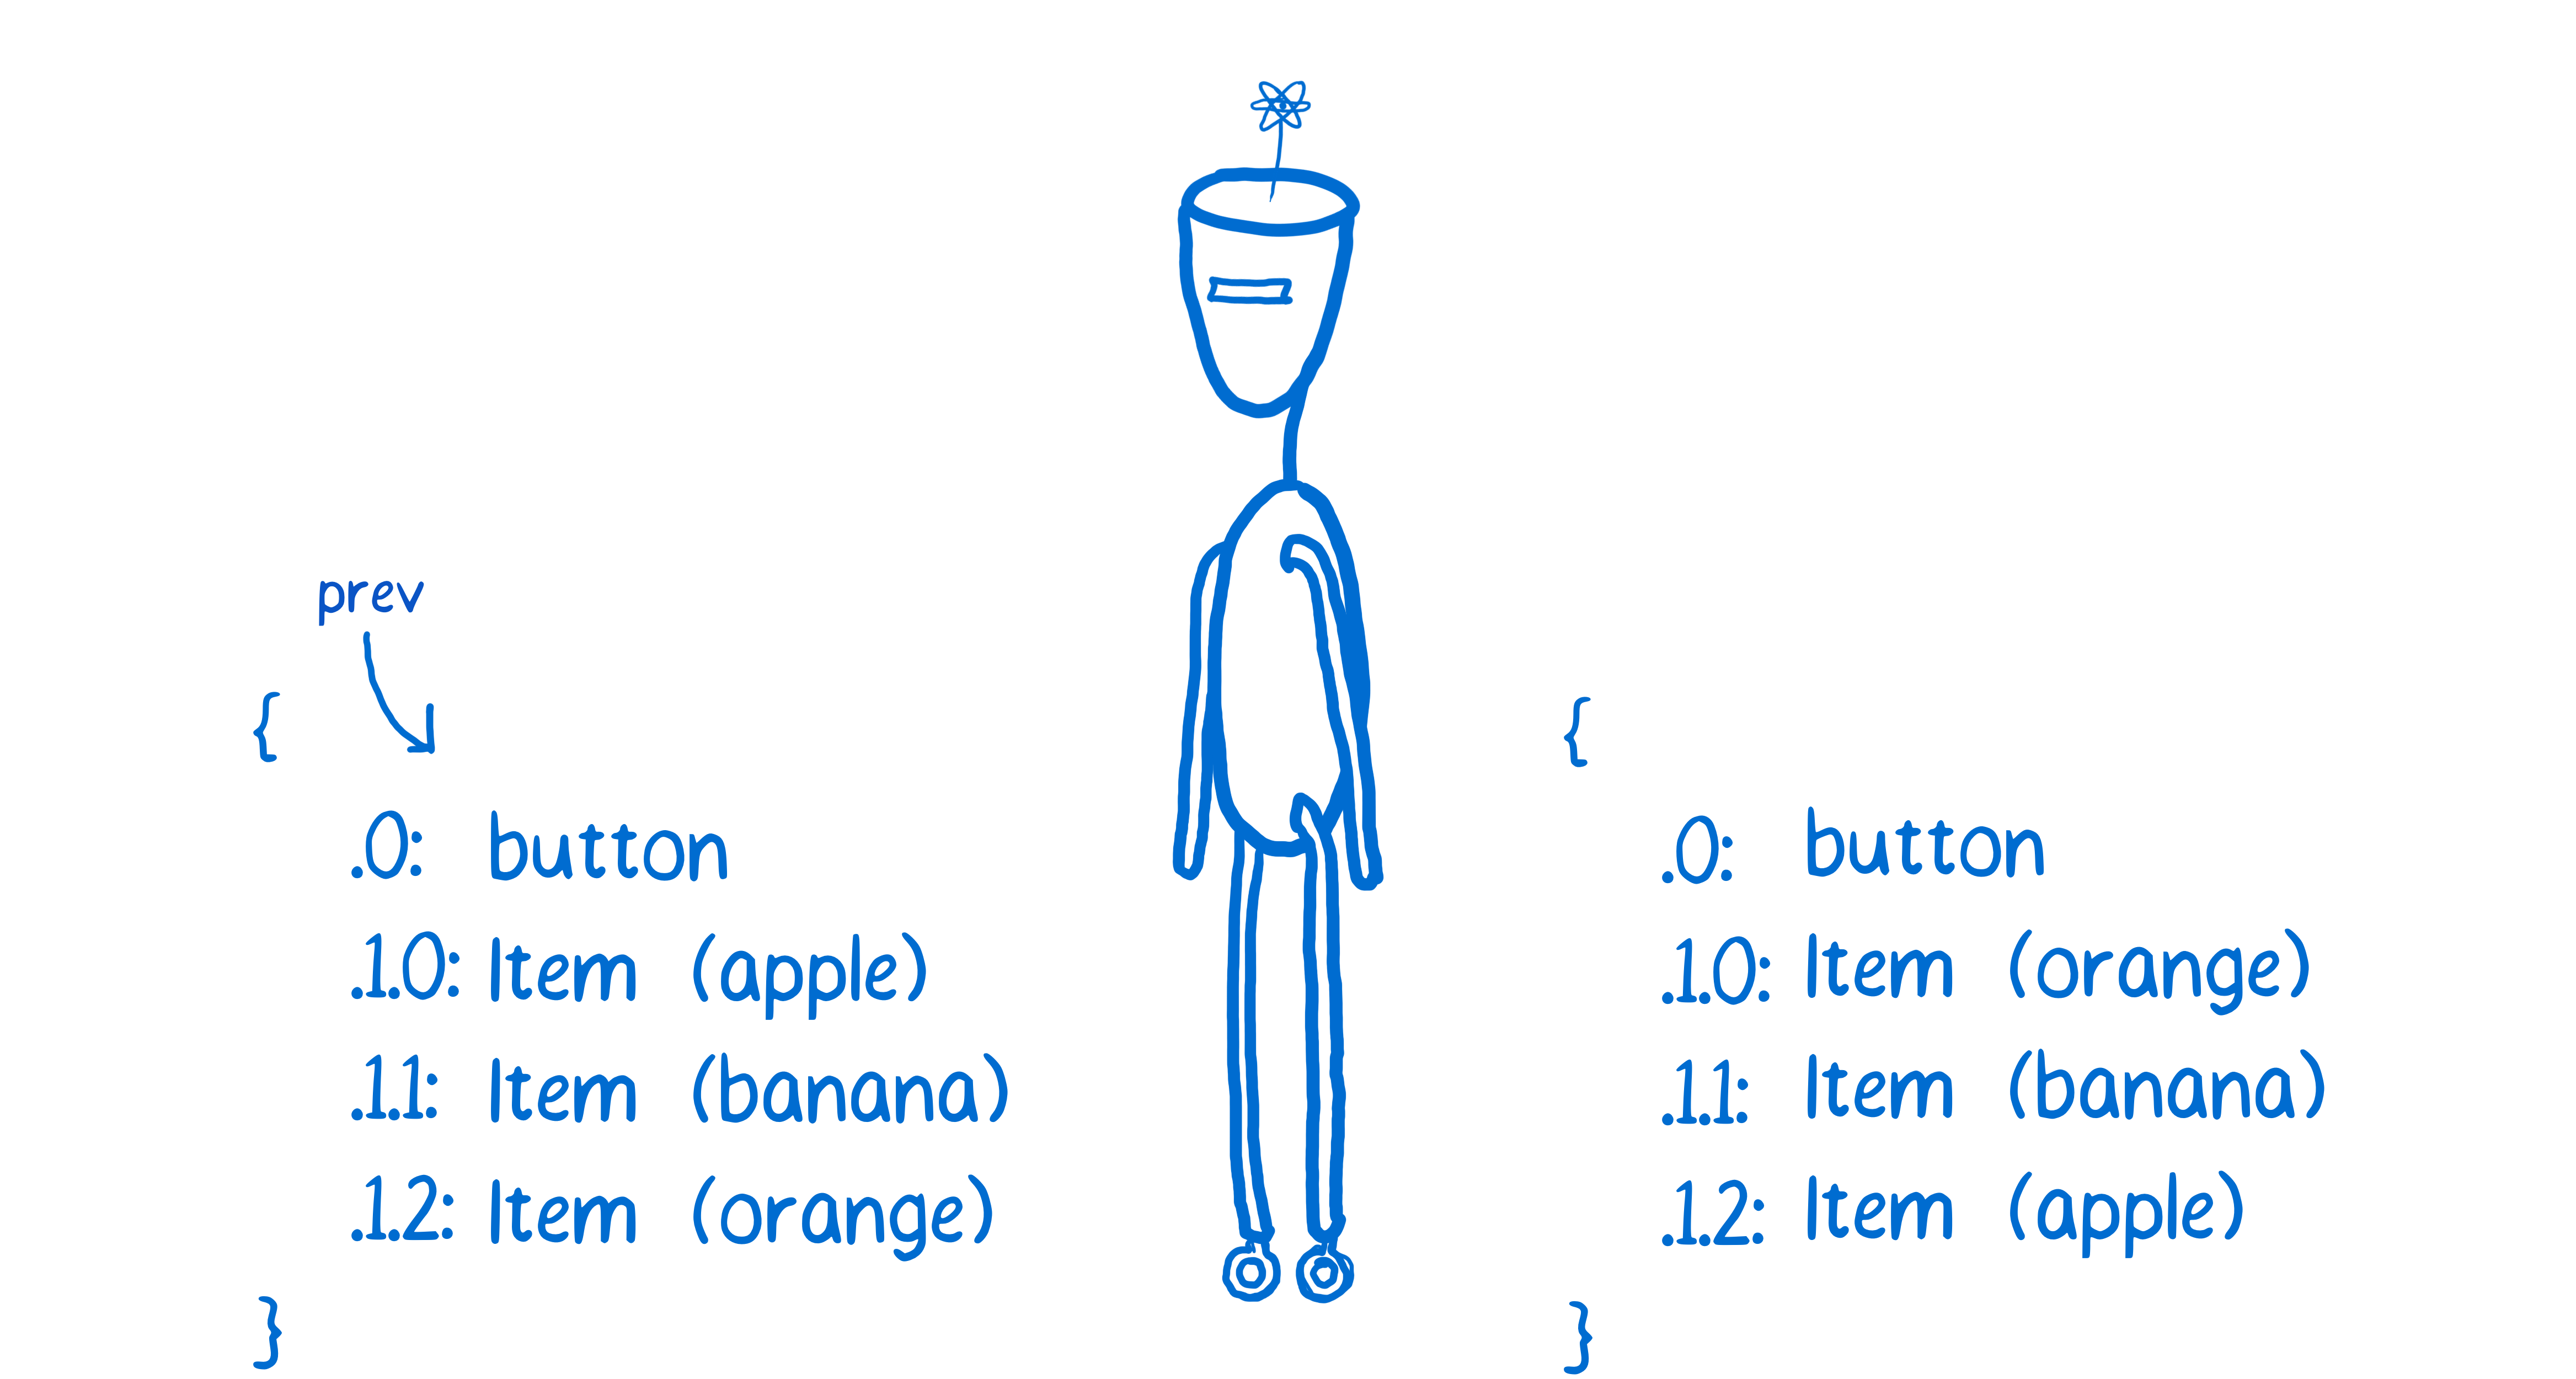 prev
{
.0: button
.1.0: Item (apple)
.1.1: Item (banana)
.1.2: Item (orange)
}
{
.0: button
.1.0: Item (orange)
.1.1: Item (banana)
.1.2: Item (apple)
}